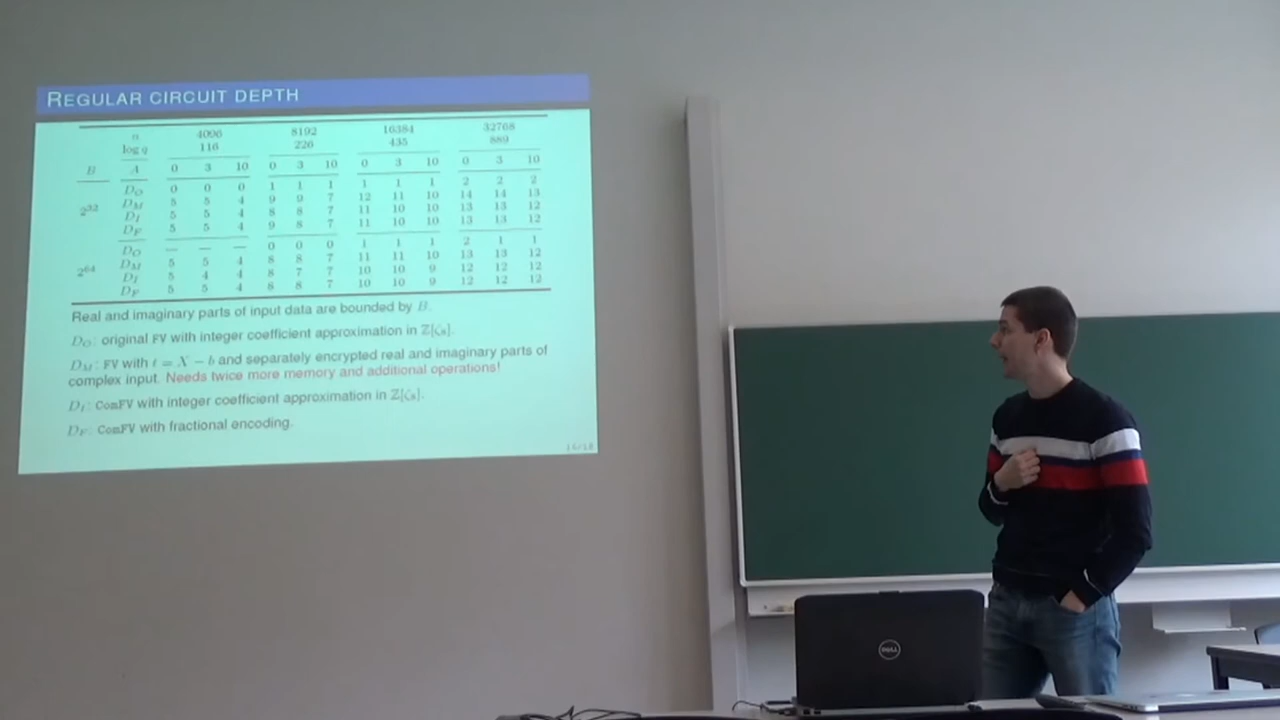 REGULAR CIRCUIT DEPTH
n 4096 8192 16384 32768
log q 116 226 435 889
B A 0 3 10 0 3 10 0 3 10 0 3 10
D_O 0 0 0 1 1 1 1 1 1 2 2 2
2^32 D_M 5 5 4 9 9 7 12 11 10 14 14 13
D_I 5 5 4 8 8 7 11 10 10 13 13 12
D_F 5 5 4 9 8 7 11 10 10 13 13 12
D_O — — — 0 0 0 1 1 1 2 1 1
2^64 D_M 5 5 4 8 8 7 11 11 10 13 13 12
D_I 5 4 4 8 7 7 10 10 9 12 12 12
D_F 5 5 4 8 8 7 10 10 9 12 12 12
Real and imaginary parts of input data are bounded by B.
D_O: original FV with integer coefficient approximation in ℤ[ζ₈].
D_M: FV with t = X − b and separately encrypted real and imaginary parts of
complex input. Needs twice more memory and additional operations!
D_I: ComFV with integer coefficient approximation in ℤ[ζ₈].
D_F: ComFV with fractional encoding.
DELL